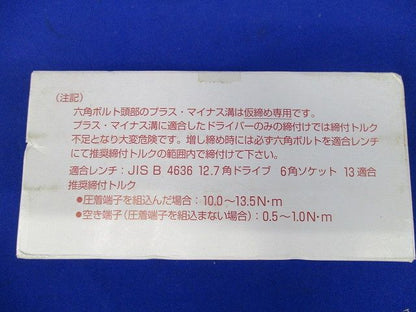 （注記）
六角ボルト頭部のプラス・マイナス溝は仮締め専用です。
プラス・マイナス溝に適合したドライバーのみの締付けでは締付トルク
不足となり大変危険です。増し締め時には必ず六角ボルトを適合レンチ
にて推奨締付トルクの範囲内で締付けて下さい。
適合レンチ：JIS B 4636 12.7角ドライブ 6角ソケット 13適合
推奨締付トルク
●圧着端子を組込んだ場合：10.0～13.5N・m
●空き端子（圧着端子を組込まない場合）：0.5～1.0N・m